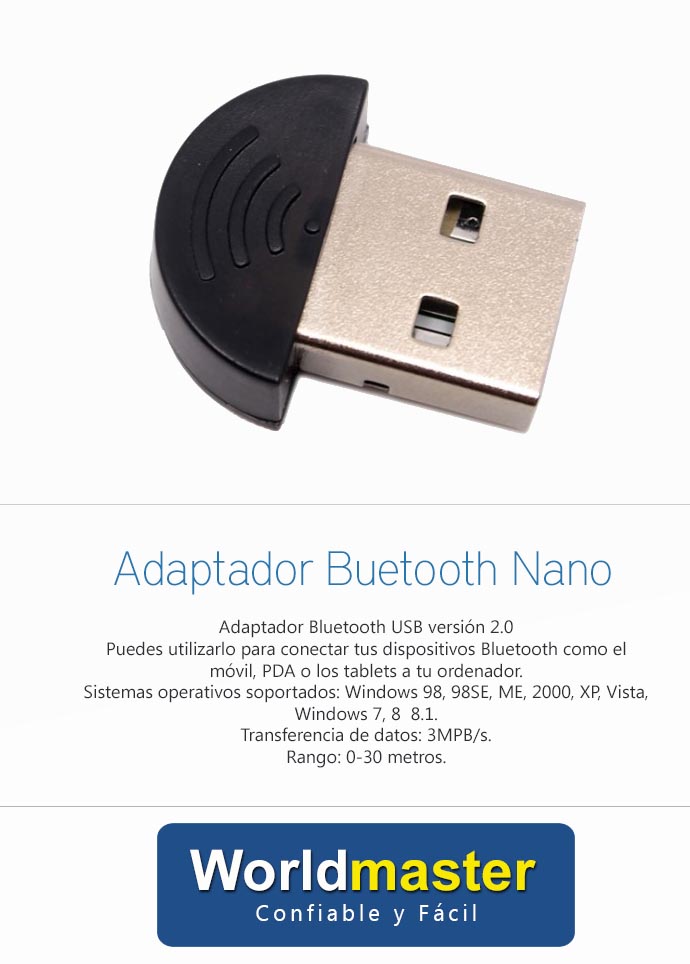 Adaptador Buetooth Nano
Adaptador Bluetooth USB versión 2.0
Puedes utilizarlo para conectar tus dispositivos Bluetooth como el
móvil, PDA o los tablets a tu ordenador.
Sistemas operativos soportados: Windows 98, 98SE, ME, 2000, XP, Vista,
Windows 7, 8  8.1.
Transferencia de datos: 3MPB/s.
Rango: 0-30 metros.
Worldmaster
Confiable y Fácil